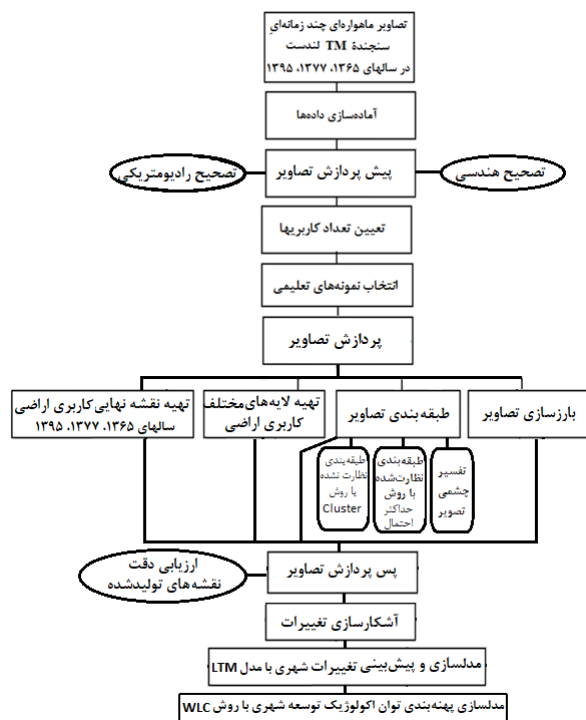 تصاویر ماهواره‌ای چند زمانه‌ای
سنجندهٔ TM لندست
در سالهای ۱۳۶۵، ۱۳۷۷، ۱۳۹۵
آماده‌سازی داده‌ها
تصحیح هندسی
پیش پردازش تصاویر
تصحیح رادیومتریکی
تعیین تعداد کاربریها
انتخاب نمونه‌های تعلیمی
پردازش تصاویر
بارزسازی تصاویر
طبقه‌بندی تصاویر
تهیه لایه‌های مختلف
کاربری اراضی
تهیه نقشه نهایی کاربری اراضی
سالهای ۱۳۶۵، ۱۳۷۷، ۱۳۹۵
تفسیر
چشمی
تصویر
طبقه‌بندی
نظارت‌شده
با روش
حداکثر
احتمال
طبقه‌بندی
نظارت نشده
با روش
Cluster
پس پردازش تصاویر
ارزیابی دقت
نقشه‌های تولیدشده
آشکارسازی تغییرات
مدلسازی و پیش‌بینی تغییرات شهری با مدل LTM
مدلسازی پهنه‌بندی توان اکولوژیک توسعه شهری با روش WLC